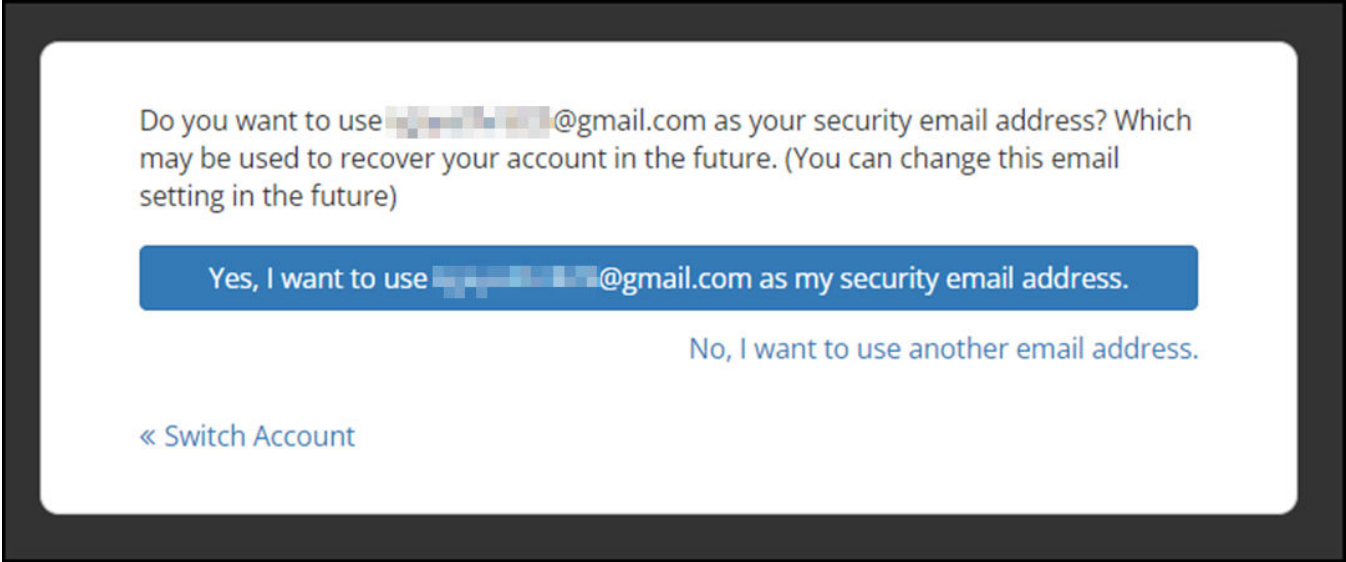 Do you want to use @gmail.com as your security email address? Which
may be used to recover your account in the future. (You can change this email
setting in the future)
Yes, I want to use @gmail.com as my security email address.
No, I want to use another email address.
« Switch Account